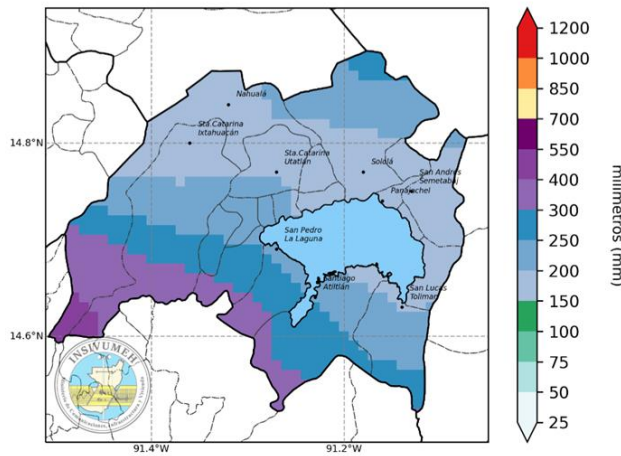 Nahualá
Sta.Catarina
Ixtahuacán
14.8°N
Sta.Catarina
Utatlán
Sololá
San Andrés
Semetabaj
Panajachel
San Pedro
La Laguna
Santiago
Atitlán
San Lucas
Tolimán
14.6°N
INSIVUMEH
91.4°W
91.2°W
1200
1000
850
700
550
400
300
250
200
150
100
75
50
25
milímetros (mm)